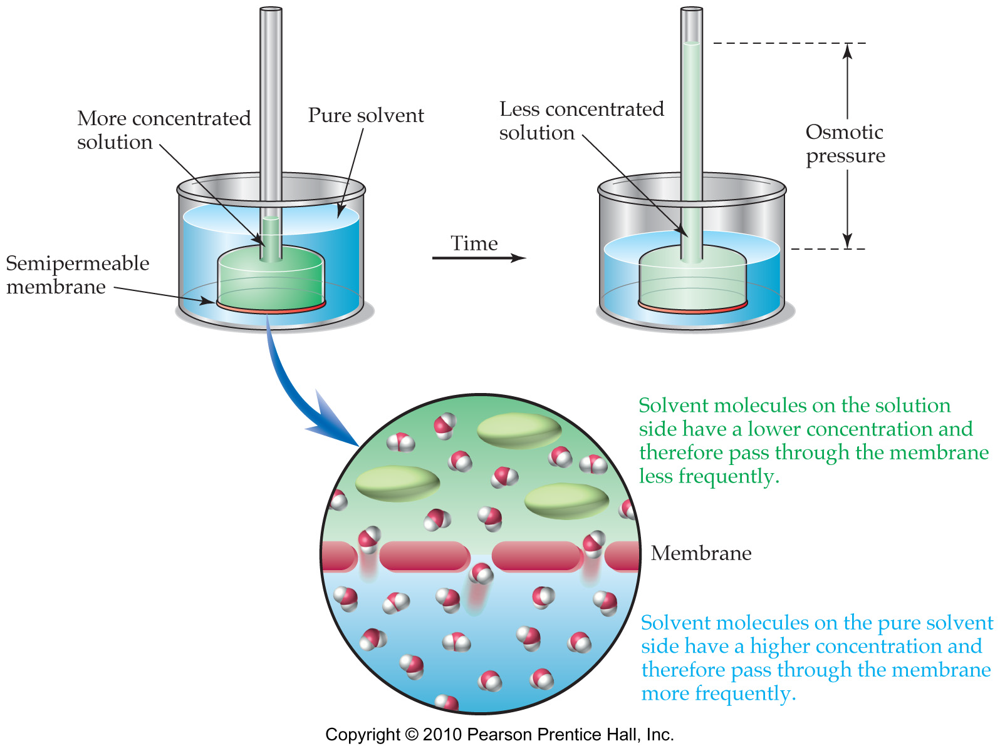 More concentrated
solution
Pure solvent
Semipermeable
membrane
Time
Less concentrated
solution
Osmotic
pressure
Solvent molecules on the solution
side have a lower concentration and
therefore pass through the membrane
less frequently.
Membrane
Solvent molecules on the pure solvent
side have a higher concentration and
therefore pass through the membrane
more frequently.
Copyright © 2010 Pearson Prentice Hall, Inc.